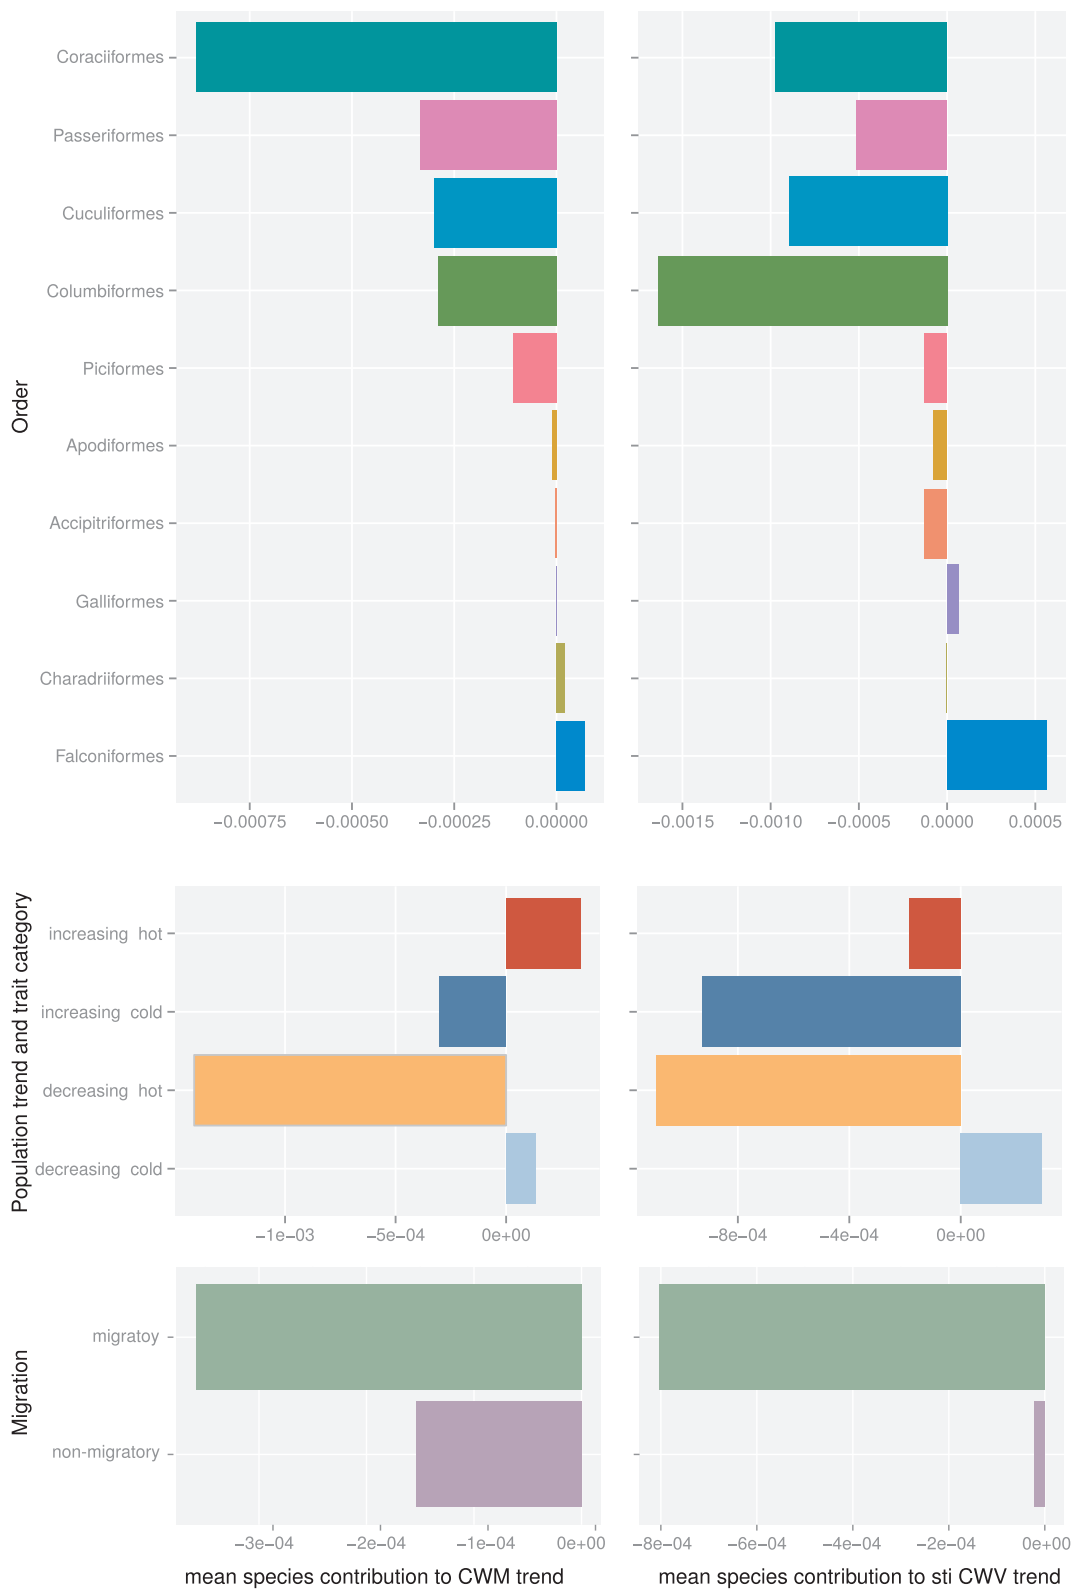 Order
Coraciiformes
Passeriformes
Cuculiformes
Columbiformes
Piciformes
Apodiformes
Accipitriformes
Galliformes
Charadriiformes
Falconiformes
−0.00075 −0.00050 −0.00025 0.00000
−0.0015 −0.0010 −0.0005 0.0000 0.0005
Population trend and trait category
increasing hot
increasing cold
decreasing hot
decreasing cold
−1e−03 −5e−04 0e+00
−8e−04 −4e−04 0e+00
Migration
migratoy
non-migratory
−3e−04 −2e−04 −1e−04 0e+00
−8e−04 −6e−04 −4e−04 −2e−04 0e+00
mean species contribution to CWM trend
mean species contribution to sti CWV trend